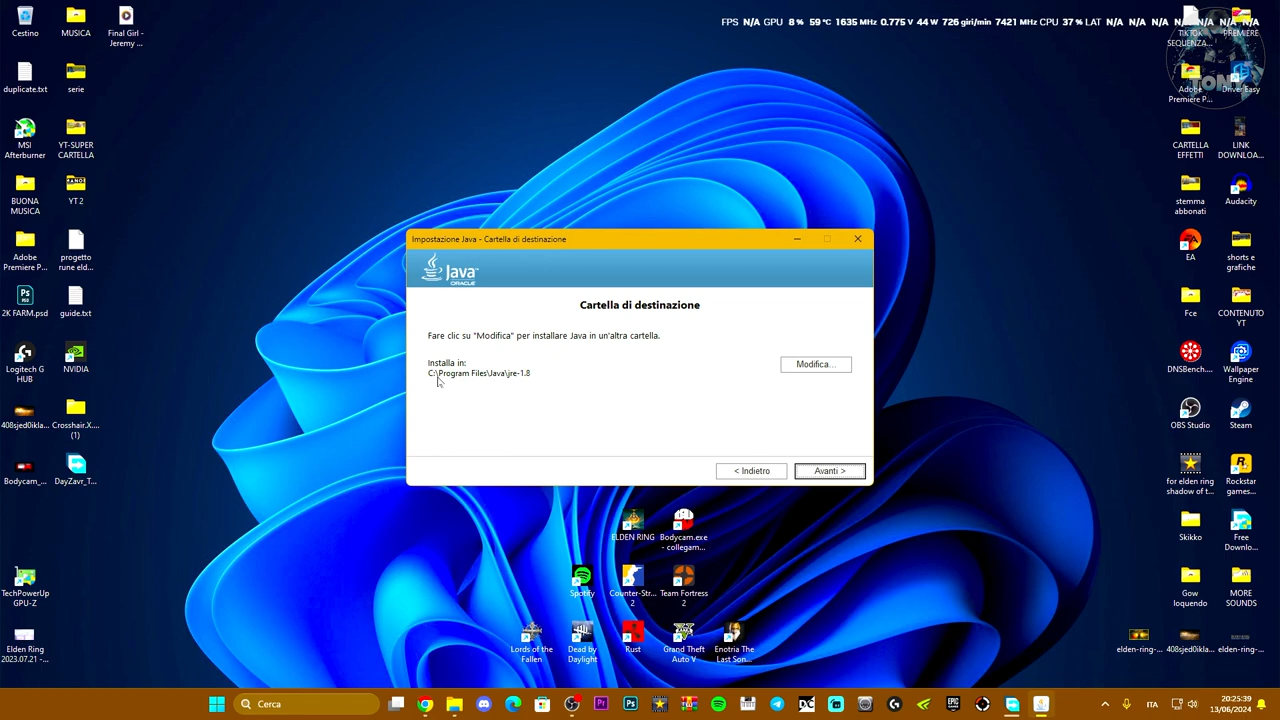 FPS N/A GPU 8 % 59 °C 1635 MHz 0.775 V 44 W 726 giri/min 7421 MHz CPU 37 % LAT N/A N/A N/A N/A N/A N/A N/A
Cestino
MUSICA
Final Girl -
Jeremy ...
TIKTOK
SEQUENZA...
PREMIERE
duplicate.txt
serie
Adobe
Premiere P...
Driver Easy
TONY
MSI
Afterburner
YT-SUPER
CARTELLA
CARTELLA
EFFETTI
LINK
DOWNLOA...
BUONA
MUSICA
YT 2
stemma
abbonati
Audacity
Adobe
Premiere P...
progetto
rune eld...
EA
shorts e
grafiche
2K FARM.psd
guide.txt
Fce
CONTENUTO
YT
Logitech G
HUB
NVIDIA
DNSBench...
Wallpaper
Engine
408sjed0ikla...
Crosshair.X....
(1)
OBS Studio
Steam
Bodycam_...
DayZavr_T...
for elden ring
shadow of t...
Rockstar
games...
Skikko
Free
Downlo...
TechPowerUp
GPU-Z
Gow
loquendo
MORE
SOUNDS
Elden Ring
2023.07.21 -...
elden-ring-...
408sjed0ikla...
elden-ring-...
Impostazione Java - Cartella di destinazione
Java
ORACLE
Cartella di destinazione
Fare clic su "Modifica" per installare Java in un'altra cartella.
Installa in:
C:\Program Files\Java\jre-1.8
Modifica...
< Indietro
Avanti >
ELDEN RING
Bodycam.exe
- collegam...
Spotify
Counter-Str...
2
Team Fortress
2
Lords of the
Fallen
Dead by
Daylight
Rust
Grand Theft
Auto V
Enotria The
Last Son...
Cerca
ITA
20:25:39
13/06/2024